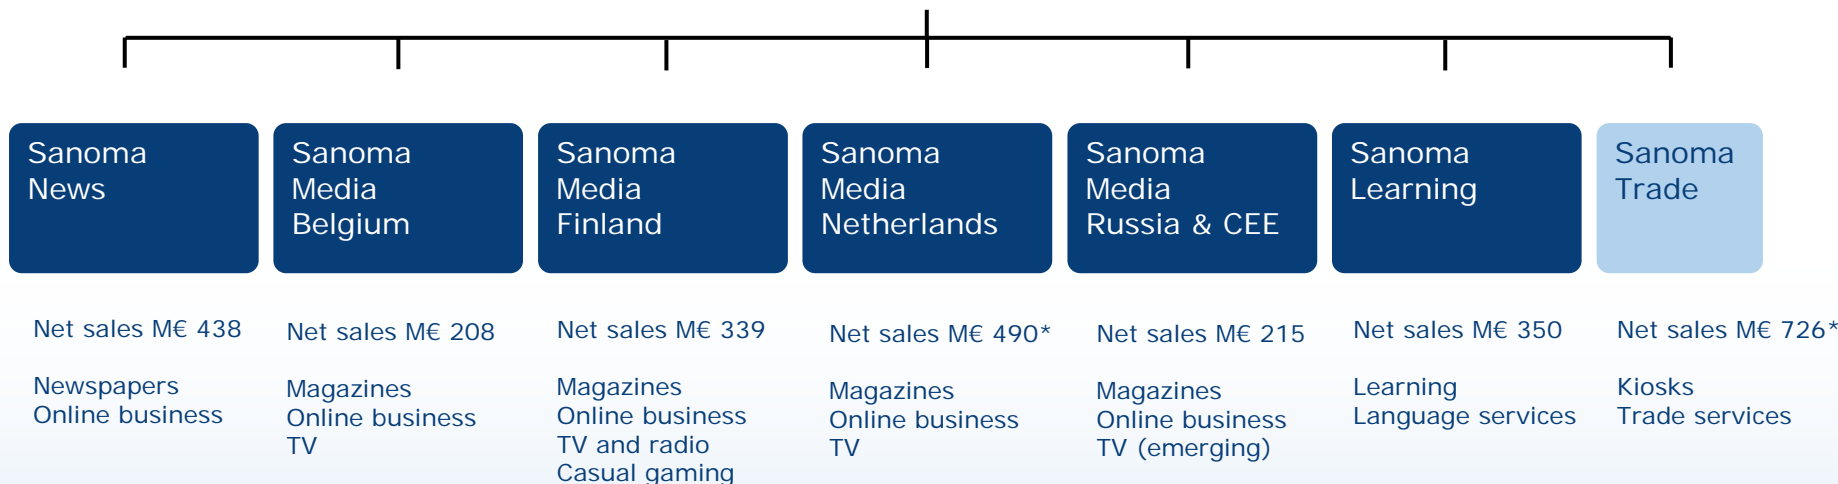 Sanoma
News
Sanoma
Media
Belgium
Sanoma
Media
Finland
Sanoma
Media
Netherlands
Sanoma
Media
Russia & CEE
Sanoma
Learning
Sanoma
Trade
Net sales M€ 438
Newspapers
Online business
Net sales M€ 208
Magazines
Online business
TV
Net sales M€ 339
Magazines
Online business
TV and radio
Casual gaming
Net sales M€ 490*
Magazines
Online business
TV
Net sales M€ 215
Magazines
Online business
TV (emerging)
Net sales M€ 350
Learning
Language services
Net sales M€ 726*
Kiosks
Trade services